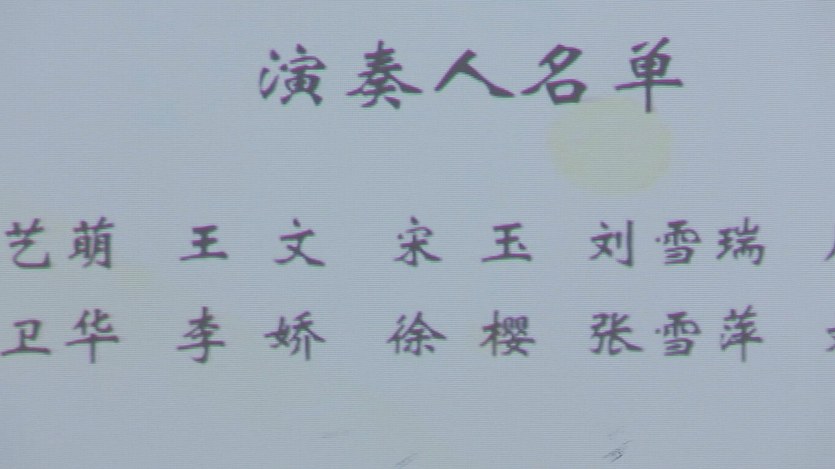 演奏人名单
艺萌 王文 宋玉 刘雪瑞
卫华 李娇 徐樱 张雪萍